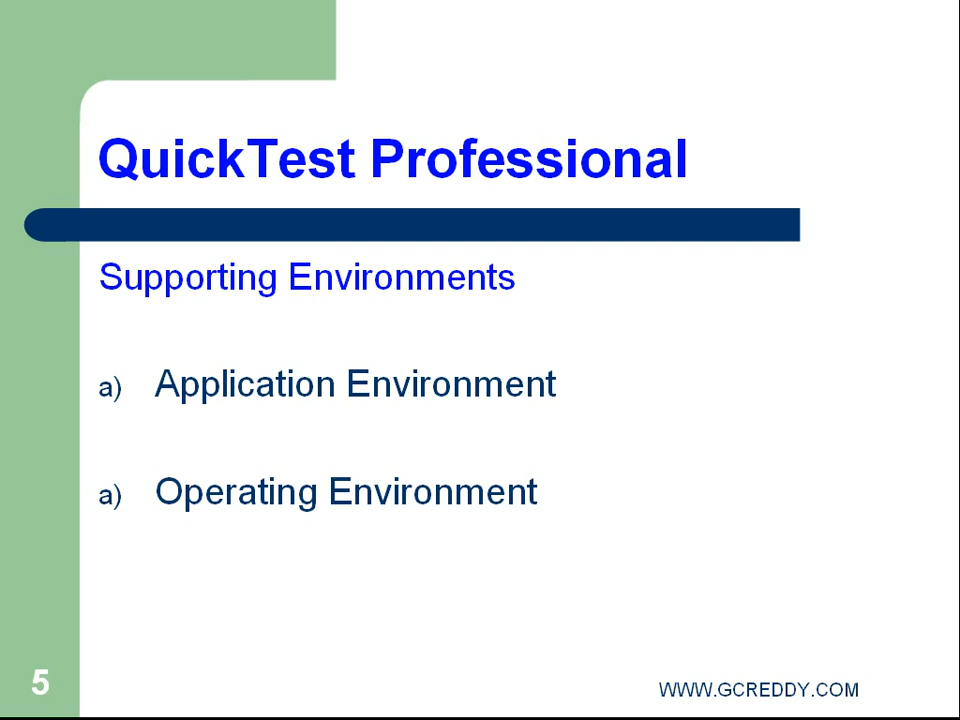 QuickTest Professional
Supporting Environments
a) Application Environment
a) Operating Environment
5
WWW.GCREDDY.COM